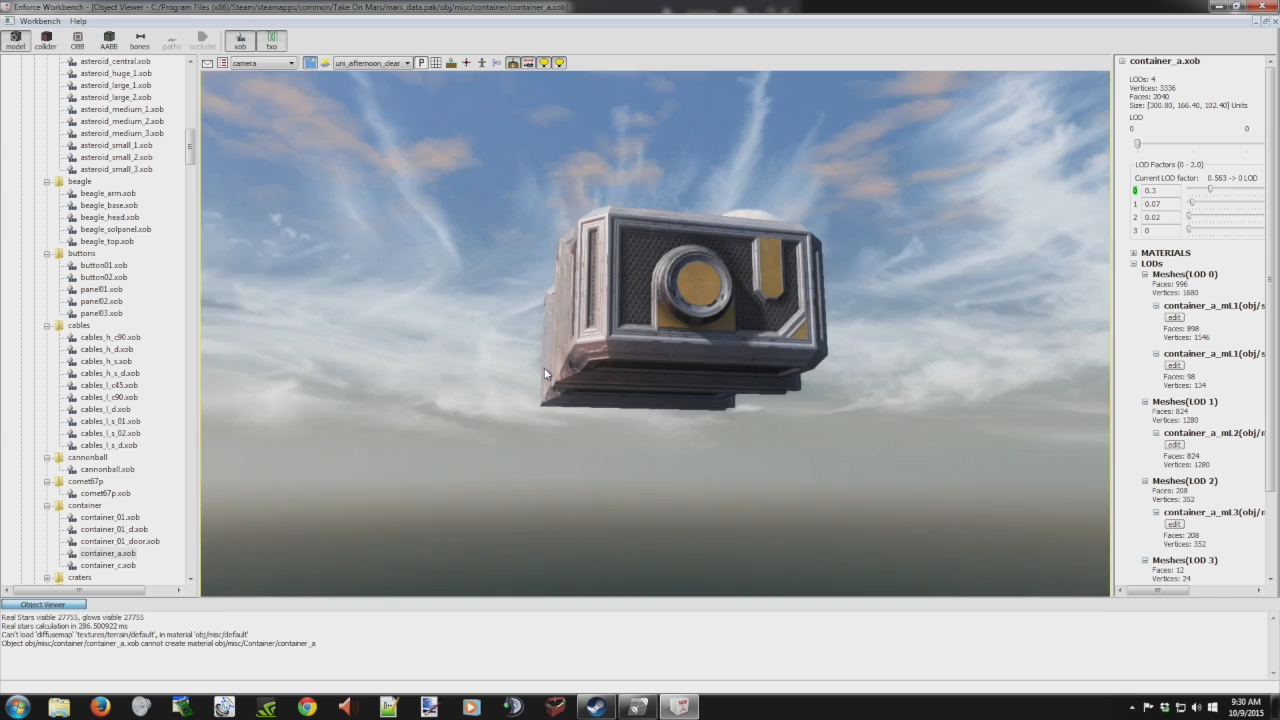 Enforce Workbench - [Object Viewer - C:/Program Files (x86)/Steam/steamapps/common/Take On Mars/mars_data.pak/obj/misc/container/container_a.xob]
Workbench Help
model collider OBB AABB bones paths occluder xob txo
camera uni_afternoon_clear P
asteroid_central.xob
asteroid_huge_1.xob
asteroid_large_1.xob
asteroid_large_2.xob
asteroid_medium_1.xob
asteroid_medium_2.xob
asteroid_medium_3.xob
asteroid_small_1.xob
asteroid_small_2.xob
asteroid_small_3.xob
beagle
beagle_arm.xob
beagle_base.xob
beagle_head.xob
beagle_solpanel.xob
beagle_top.xob
buttons
button01.xob
button02.xob
panel01.xob
panel02.xob
panel03.xob
cables
cables_h_c90.xob
cables_h_d.xob
cables_h_s.xob
cables_h_s_d.xob
cables_l_c45.xob
cables_l_c90.xob
cables_l_d.xob
cables_l_s_01.xob
cables_l_s_02.xob
cables_l_s_d.xob
cannonball
cannonball.xob
comet67p
comet67p.xob
container
container_01.xob
container_01_d.xob
container_01_door.xob
container_a.xob
container_c.xob
craters
container_a.xob
LODs: 4
Vertices: 3336
Faces: 2040
Size: [300.80, 166.40, 102.40] Units
LOD
0 0
LOD Factors (0 - 2.0)
Current LOD factor: 0.563 -> 0 LOD
0 0.3
1 0.07
2 0.02
3 0
MATERIALS
LODs
Meshes(LOD 0)
Faces: 996
Vertices: 1680
container_a_mL1(obj/s
edit
Faces: 898
Vertices: 1546
container_a_mL1(obj/s
edit
Faces: 98
Vertices: 134
Meshes(LOD 1)
Faces: 824
Vertices: 1280
container_a_mL2(obj/m
edit
Faces: 824
Vertices: 1280
Meshes(LOD 2)
Faces: 208
Vertices: 352
container_a_mL3(obj/m
edit
Faces: 208
Vertices: 352
Meshes(LOD 3)
Faces: 12
Vertices: 24
Object Viewer
Real Stars visible 27755, glows visible 27755
Real stars calculation in 286.500922 ms
Can't load 'diffusemap' 'textures/terrain/default', in material 'obj/misc/default'
Object obj/misc/container/container_a.xob cannot create material obj/misc/Container/container_a
9:30 AM
10/9/2015